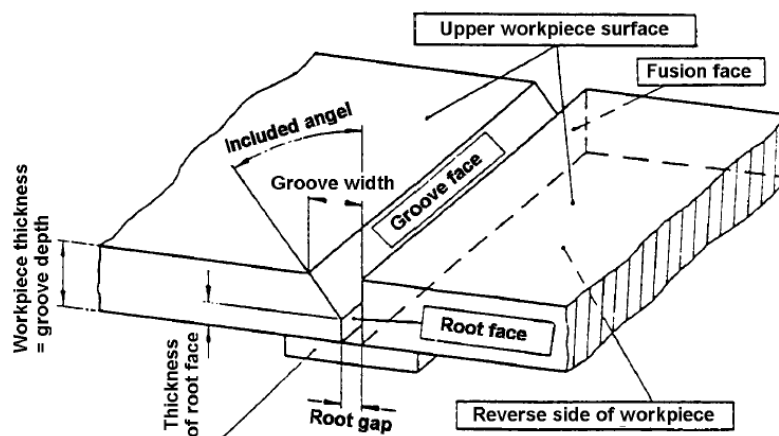 Upper workpiece surface
Fusion face
Included angel
Groove width
Groove face
Workpiece thickness
= groove depth
Root face
Thickness
of root face
Root gap
Reverse side of workpiece